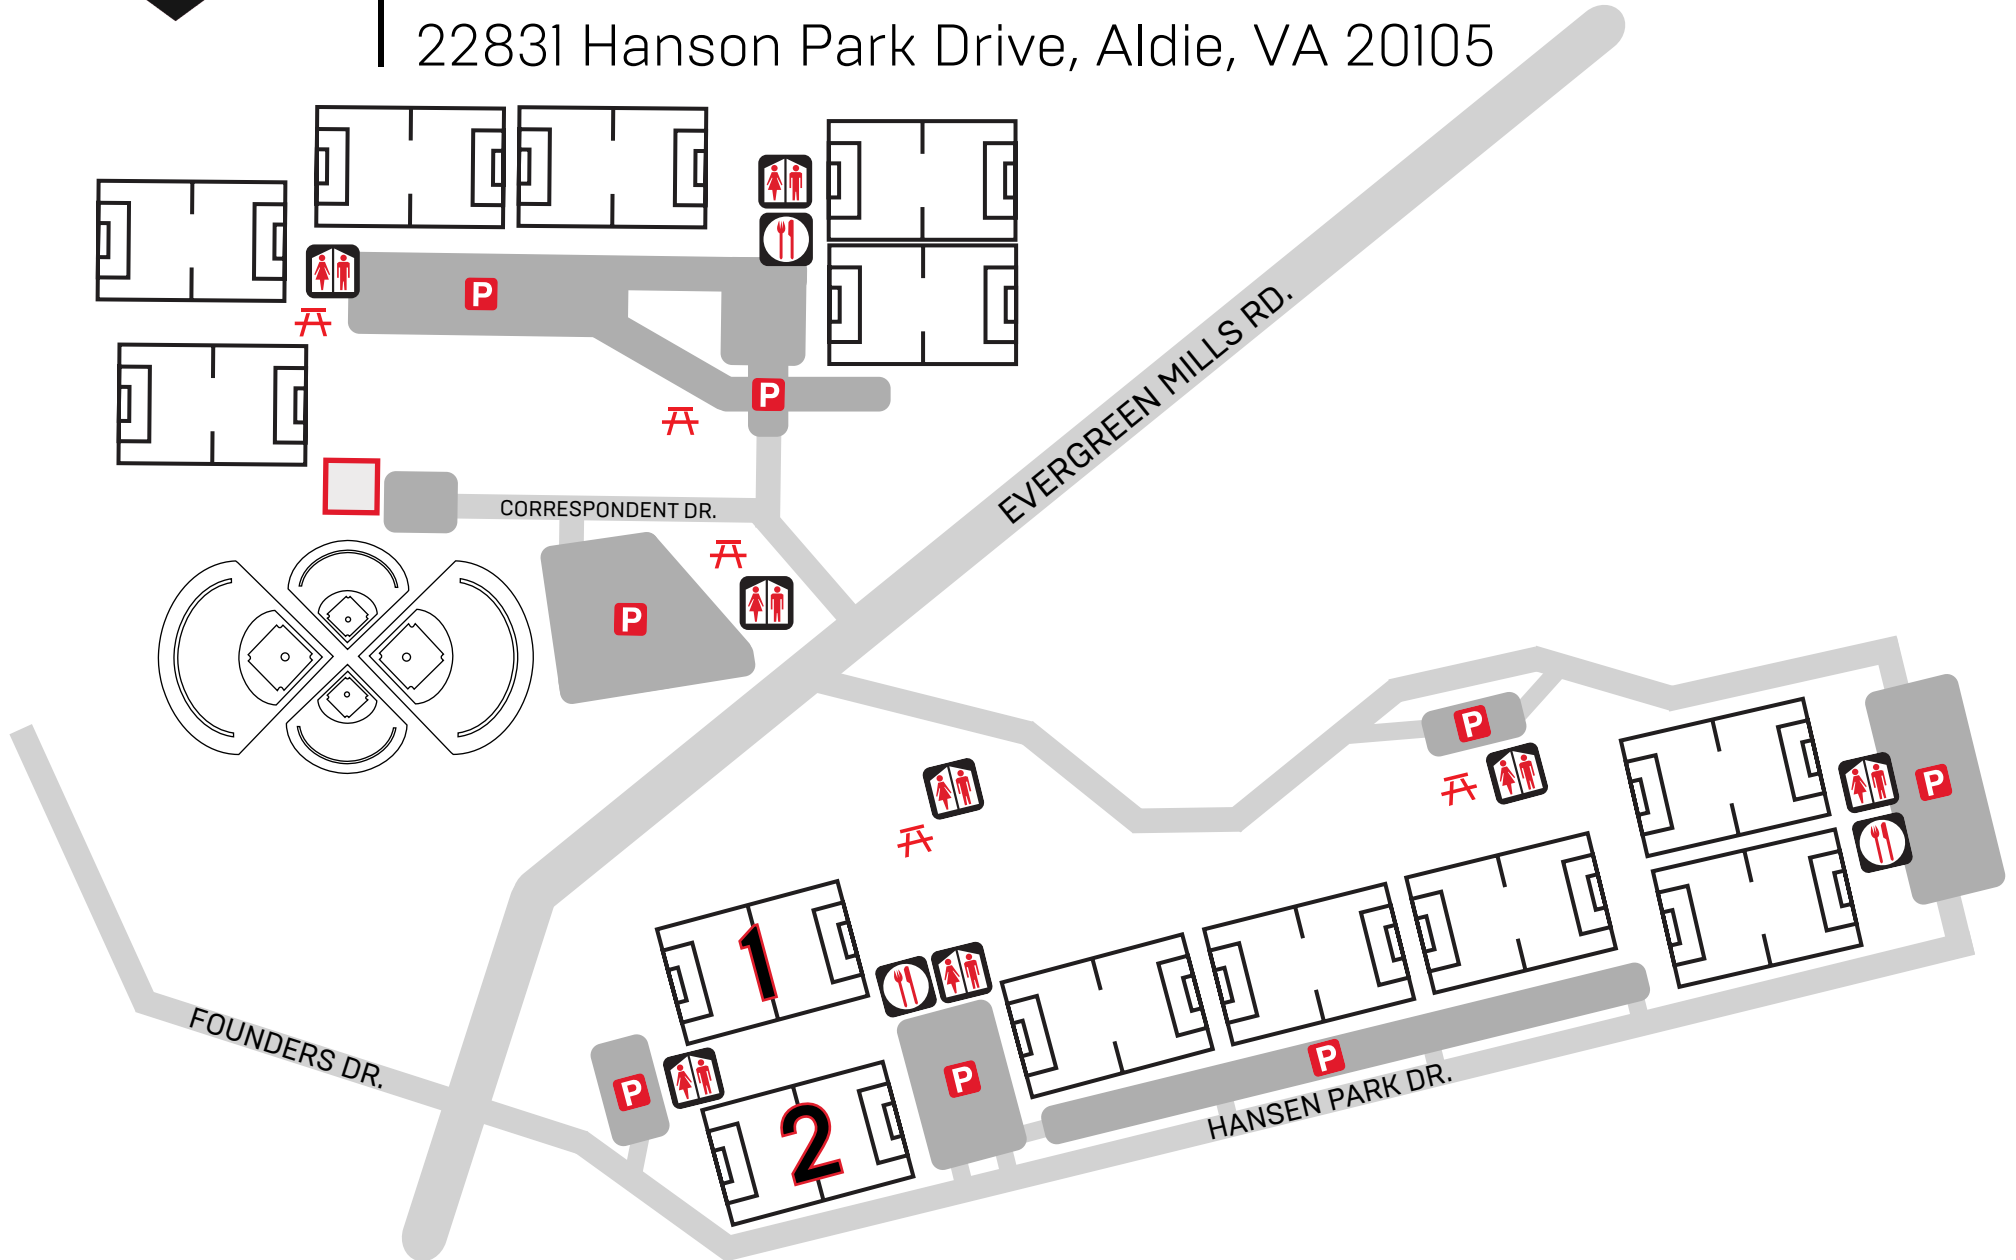 22831 Hanson Park Drive, Aldie, VA 20105
EVERGREEN MILLS RD.
P
P
CORRESPONDENT DR.
P
P
P
1
FOUNDERS DR.
P
P
P
HANSEN PARK DR.
2